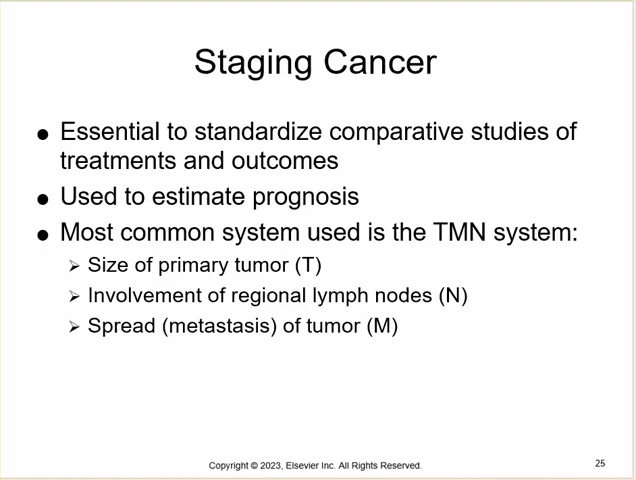 Staging Cancer
● Essential to standardize comparative studies of
treatments and outcomes
● Used to estimate prognosis
● Most common system used is the TMN system:
➢ Size of primary tumor (T)
➢ Involvement of regional lymph nodes (N)
➢ Spread (metastasis) of tumor (M)
Copyright © 2023, Elsevier Inc. All Rights Reserved.
25